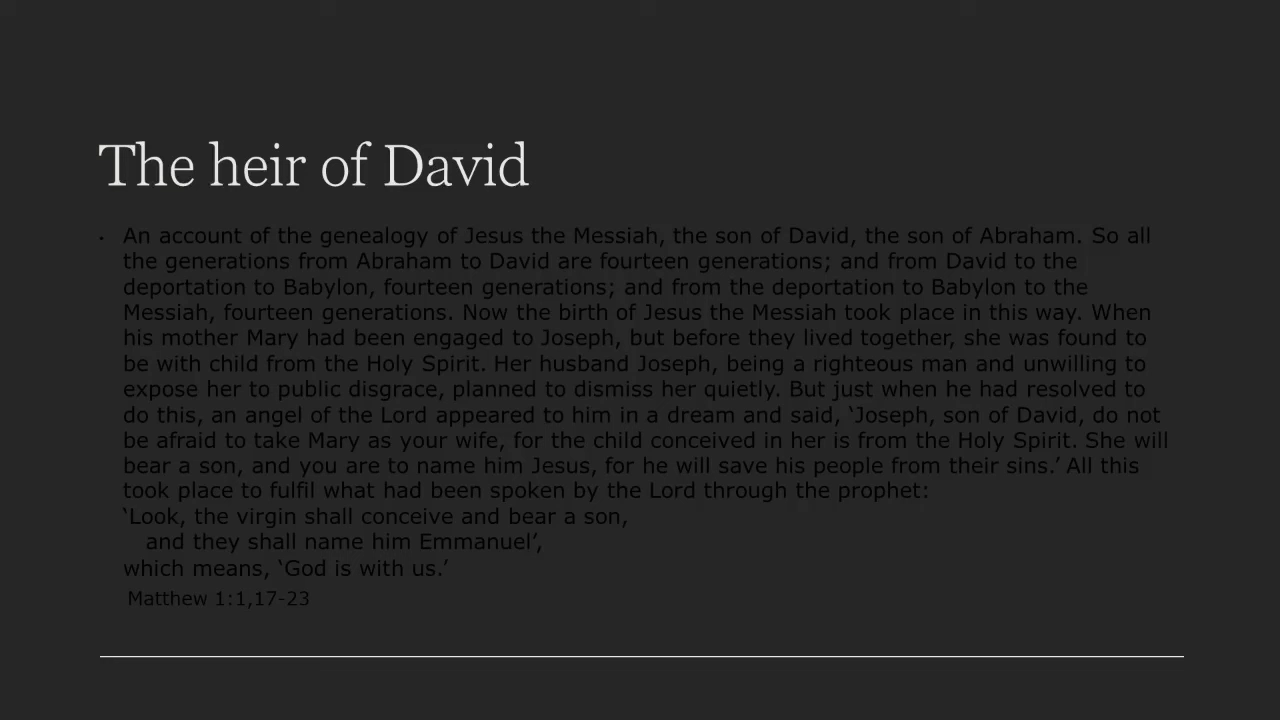 The heir of David
• An account of the genealogy of Jesus the Messiah, the son of David, the son of Abraham. So all
the generations from Abraham to David are fourteen generations; and from David to the
deportation to Babylon, fourteen generations; and from the deportation to Babylon to the
Messiah, fourteen generations. Now the birth of Jesus the Messiah took place in this way. When
his mother Mary had been engaged to Joseph, but before they lived together, she was found to
be with child from the Holy Spirit. Her husband Joseph, being a righteous man and unwilling to
expose her to public disgrace, planned to dismiss her quietly. But just when he had resolved to
do this, an angel of the Lord appeared to him in a dream and said, ‘Joseph, son of David, do not
be afraid to take Mary as your wife, for the child conceived in her is from the Holy Spirit. She will
bear a son, and you are to name him Jesus, for he will save his people from their sins.’ All this
took place to fulfil what had been spoken by the Lord through the prophet:
‘Look, the virgin shall conceive and bear a son,
and they shall name him Emmanuel’,
which means, ‘God is with us.’
Matthew 1:1,17-23